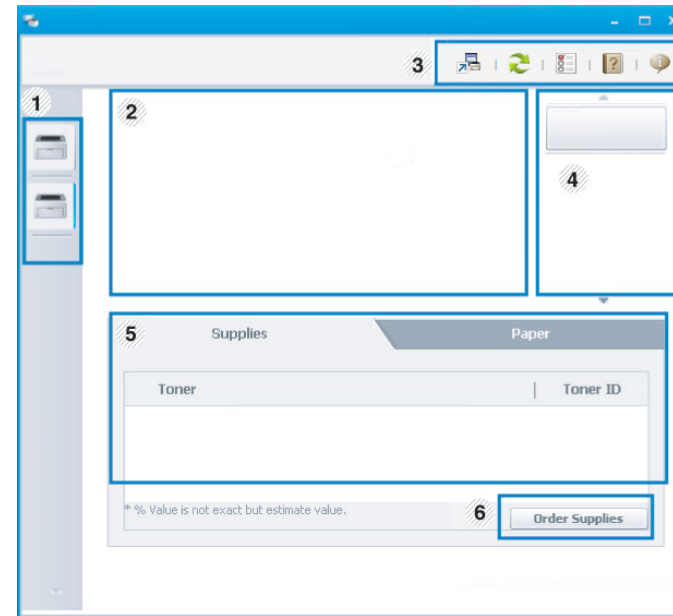 3
1
2
4
5 Supplies Paper
Toner Toner ID
* % Value is not exact but estimate value.
6 Order Supplies